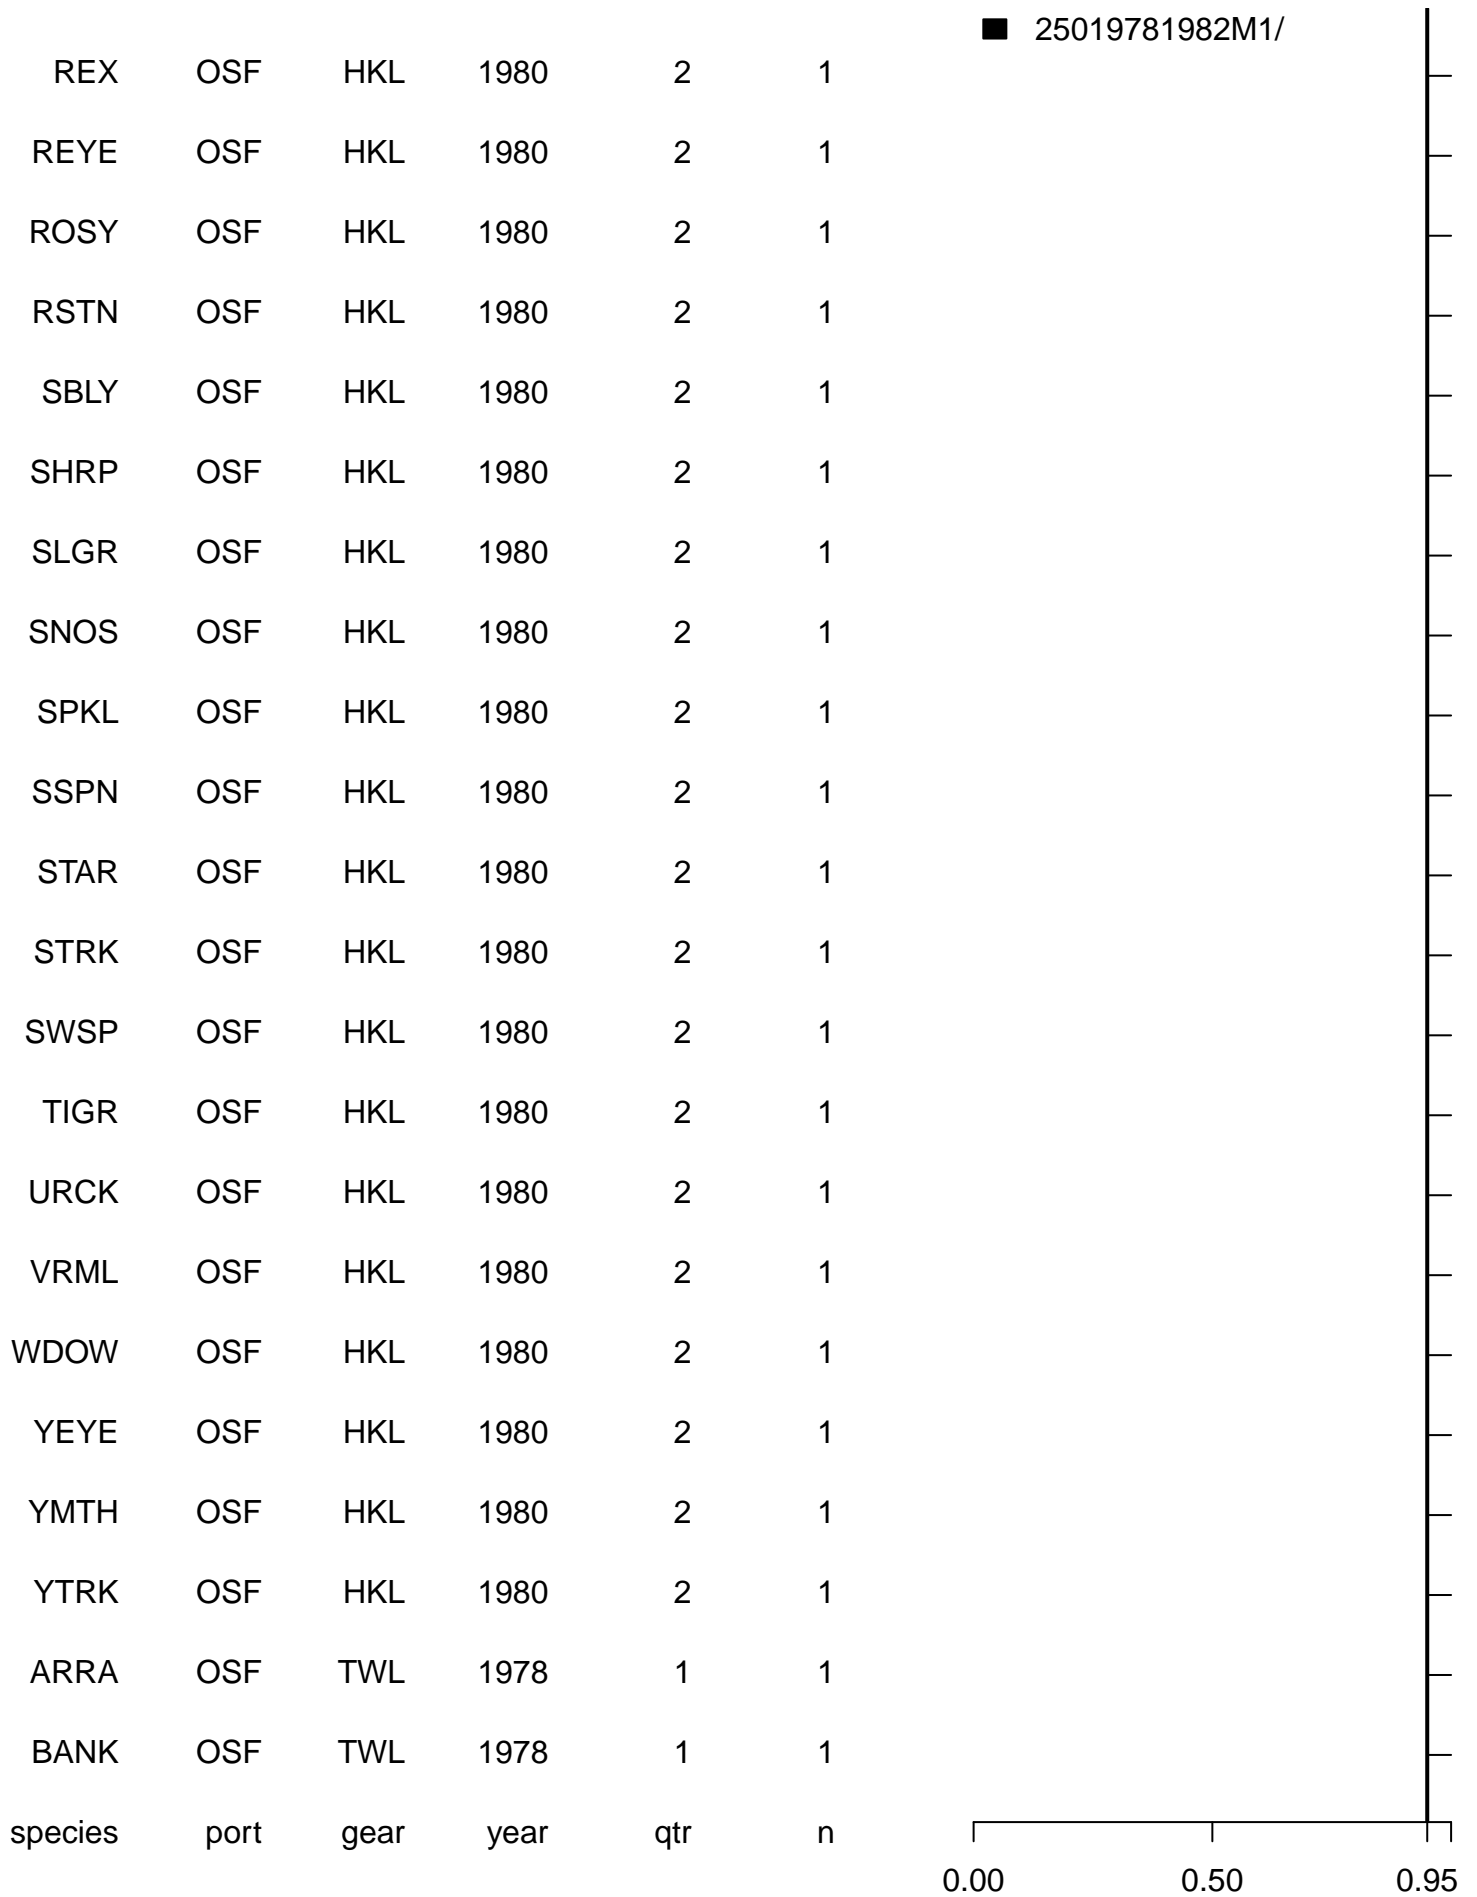 25019781982M1/
REX OSF HKL 1980 2 1
REYE OSF HKL 1980 2 1
ROSY OSF HKL 1980 2 1
RSTN OSF HKL 1980 2 1
SBLY OSF HKL 1980 2 1
SHRP OSF HKL 1980 2 1
SLGR OSF HKL 1980 2 1
SNOS OSF HKL 1980 2 1
SPKL OSF HKL 1980 2 1
SSPN OSF HKL 1980 2 1
STAR OSF HKL 1980 2 1
STRK OSF HKL 1980 2 1
SWSP OSF HKL 1980 2 1
TIGR OSF HKL 1980 2 1
URCK OSF HKL 1980 2 1
VRML OSF HKL 1980 2 1
WDOW OSF HKL 1980 2 1
YEYE OSF HKL 1980 2 1
YMTH OSF HKL 1980 2 1
YTRK OSF HKL 1980 2 1
ARRA OSF TWL 1978 1 1
BANK OSF TWL 1978 1 1
species port gear year qtr n
0.00 0.50 0.95